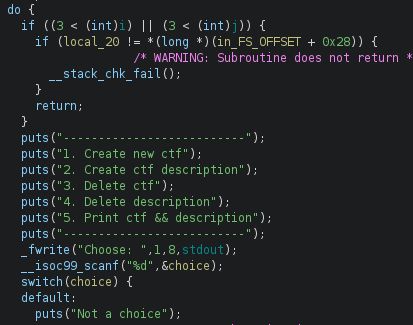 do {
if ((3 < (int)i) || (3 < (int)j)) {
if (local_20 != *(long *)(in_FS_OFFSET + 0x28)) {
/* WARNING: Subroutine does not return *
__stack_chk_fail();
}
return;
}
puts("--------------------------");
puts("1. Create new ctf");
puts("2. Create ctf description");
puts("3. Delete ctf");
puts("4. Delete description");
puts("5. Print ctf && description");
puts("--------------------------");
_fwrite("Choose: ",1,8,stdout);
__isoc99_scanf("%d",&choice);
switch(choice) {
default:
puts("Not a choice");